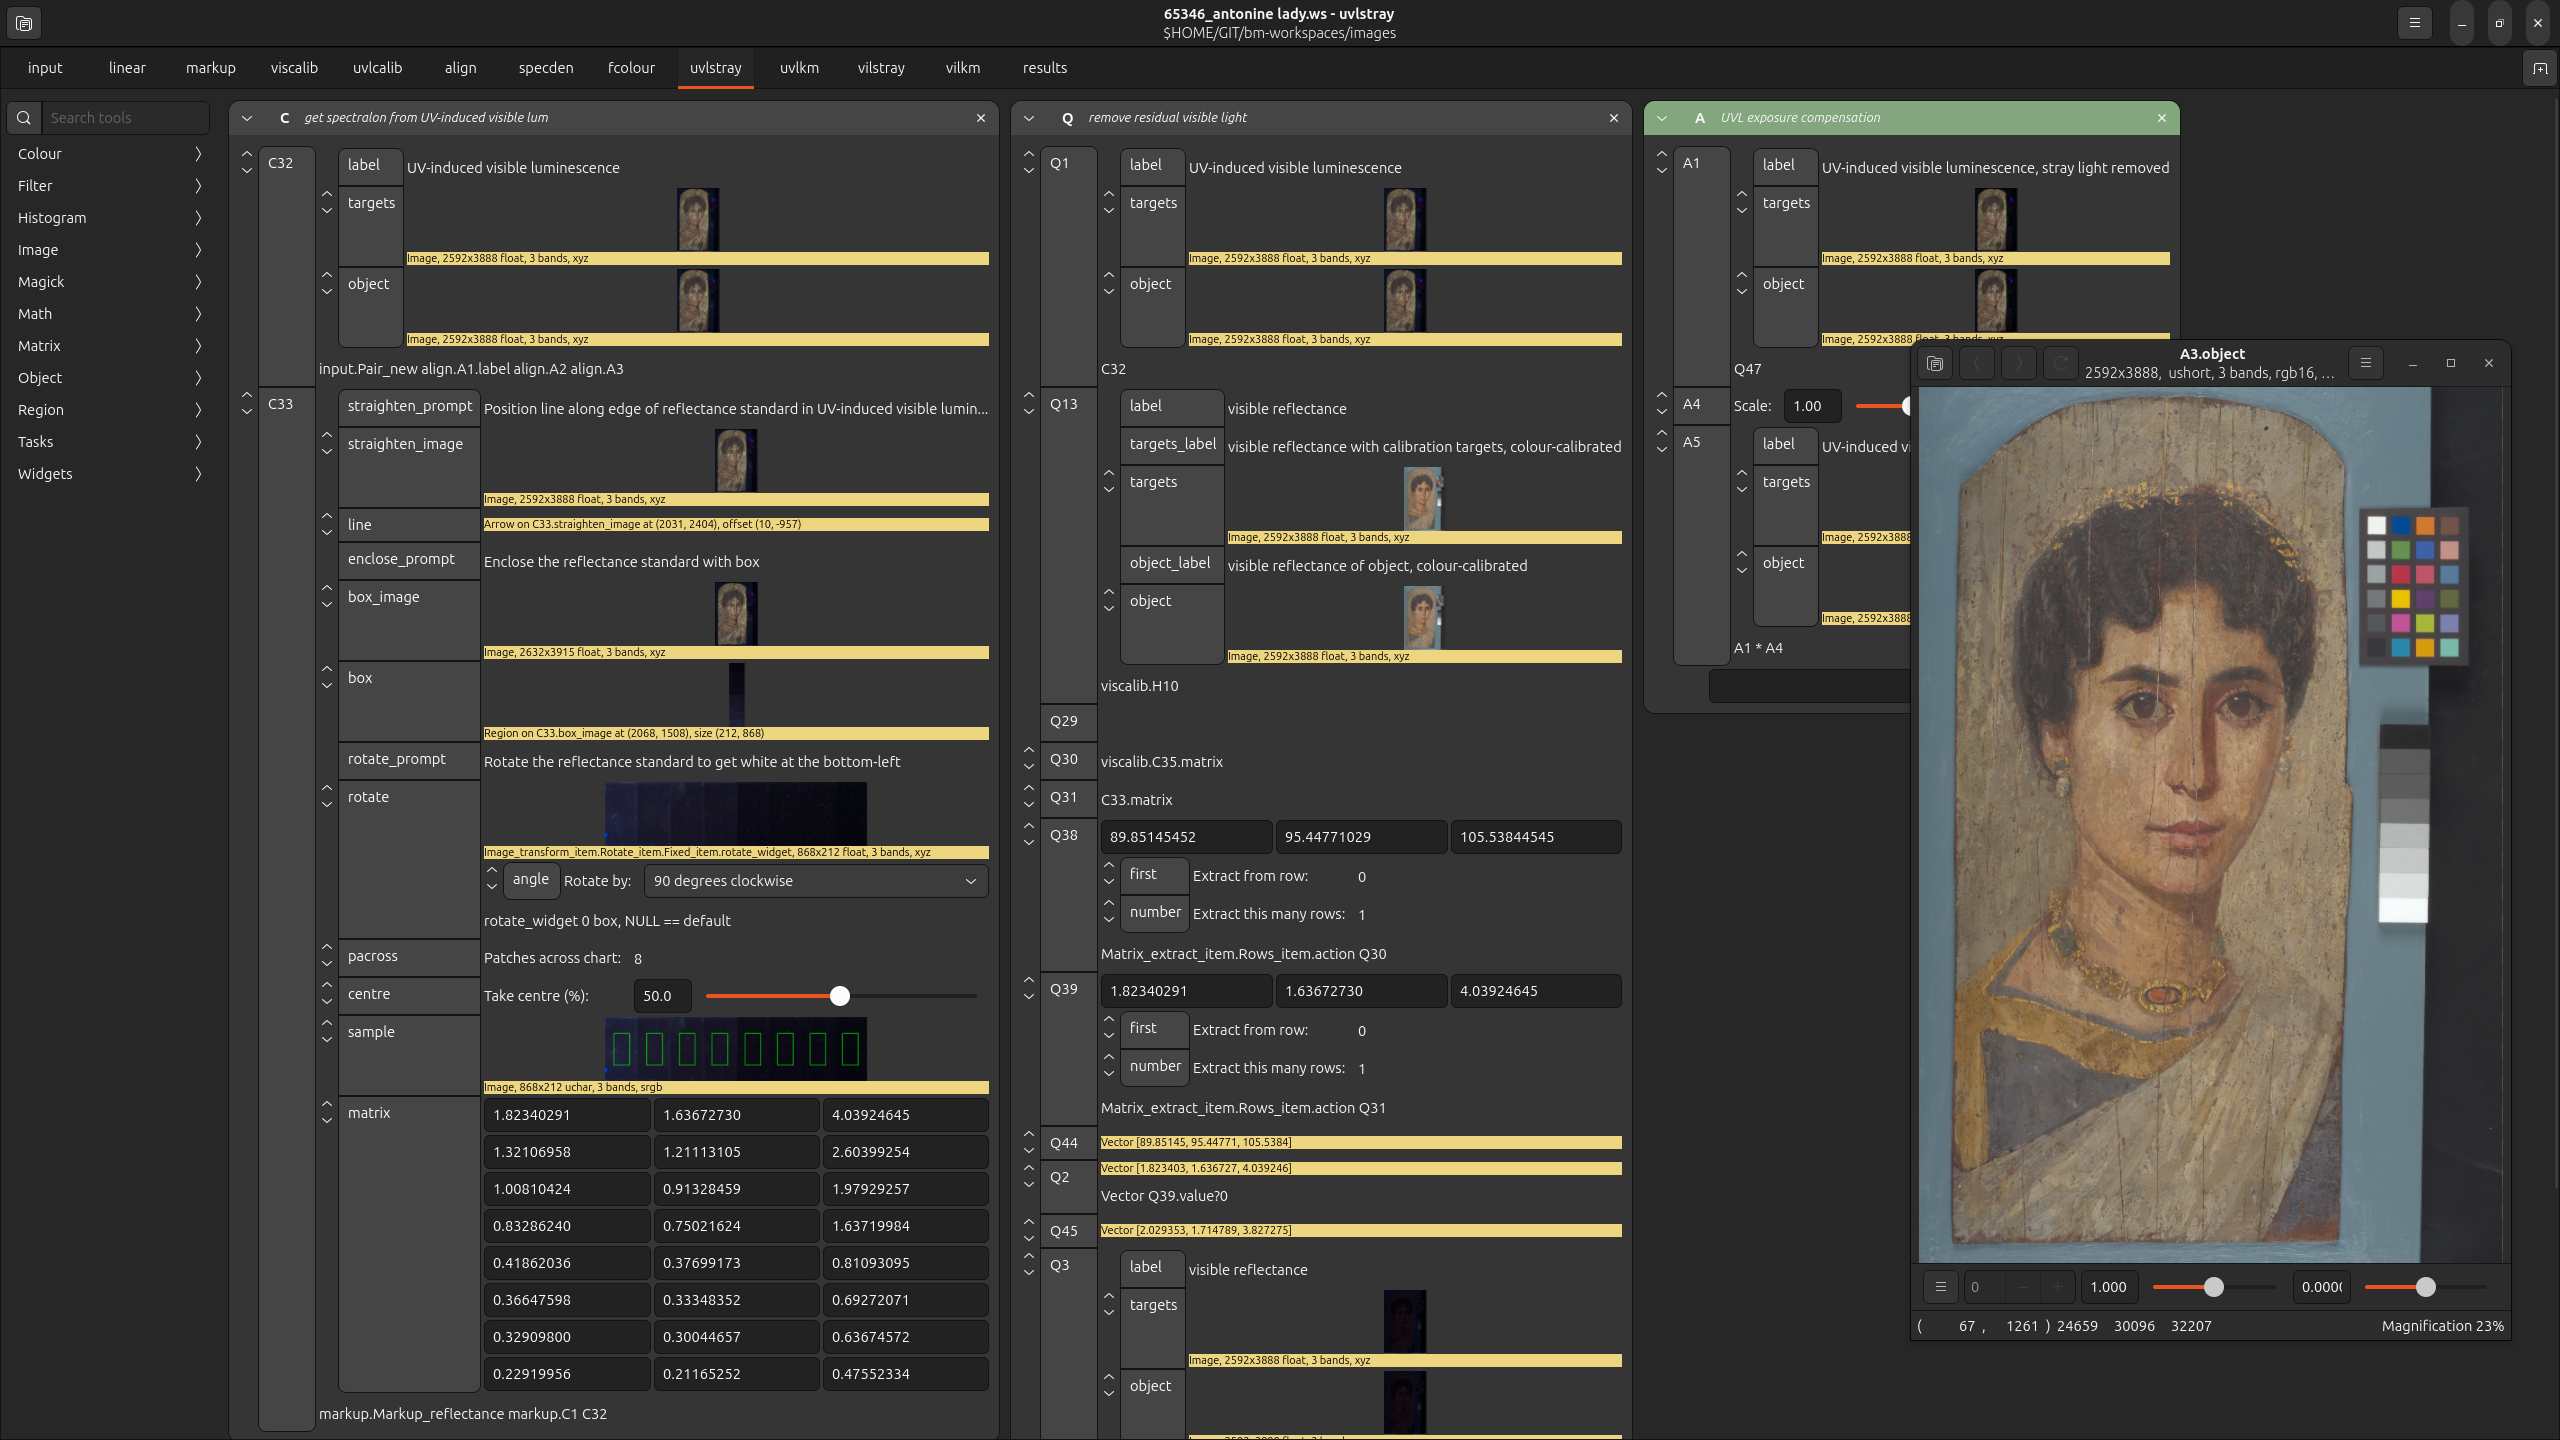 65346_antonine lady.ws - uvlstray
$HOME/GIT/bm-workspaces/images
input linear markup viscalib uvlcalib align specden fcolour uvlstray uvlkm vilstray vilkm results
Search tools
Colour
Filter
Histogram
Image
Magick
Math
Matrix
Object
Region
Tasks
Widgets
C get spectralon from UV-induced visible lum
C32
label UV-induced visible luminescence
targets
Image, 2592x3888 float, 3 bands, xyz
object
Image, 2592x3888 float, 3 bands, xyz
input.Pair_new align.A1.label align.A2 align.A3
C33
straighten_prompt Position line along edge of reflectance standard in UV-induced visible lumin...
straighten_image
Image, 2592x3888 float, 3 bands, xyz
line Arrow on C33.straighten_image at (2031, 2404), offset (10, -957)
enclose_prompt Enclose the reflectance standard with box
box_image
Image, 2632x3915 float, 3 bands, xyz
box
Region on C33.box_image at (2068, 1508), size (212, 868)
rotate_prompt Rotate the reflectance standard to get white at the bottom-left
rotate
Image_transform_item.Rotate_item.Fixed_item.rotate_widget, 868x212 float, 3 bands, xyz
angle Rotate by: 90 degrees clockwise
rotate_widget 0 box, NULL == default
pacross Patches across chart: 8
centre Take centre (%): 50.0
sample
Image, 868x212 uchar, 3 bands, srgb
matrix
1.82340291 1.63672730 4.03924645
1.32106958 1.21113105 2.60399254
1.00810424 0.91328459 1.97929257
0.83286240 0.75021624 1.63719984
0.41862036 0.37699173 0.81093095
0.36647598 0.33348352 0.69272071
0.32909800 0.30044657 0.63674572
0.22919956 0.21165252 0.47552334
markup.Markup_reflectance markup.C1 C32
Q remove residual visible light
Q1
label UV-induced visible luminescence
targets
Image, 2592x3888 float, 3 bands, xyz
object
Image, 2592x3888 float, 3 bands, xyz
C32
Q13
label visible reflectance
targets_label visible reflectance with calibration targets, colour-calibrated
targets
Image, 2592x3888 float, 3 bands, xyz
object_label visible reflectance of object, colour-calibrated
object
Image, 2592x3888 float, 3 bands, xyz
viscalib.H10
Q29
Q30 viscalib.C35.matrix
Q31 C33.matrix
Q38 89.85145452 95.44771029 105.53844545
first Extract from row: 0
number Extract this many rows: 1
Matrix_extract_item.Rows_item.action Q30
Q39 1.82340291 1.63672730 4.03924645
first Extract from row: 0
number Extract this many rows: 1
Matrix_extract_item.Rows_item.action Q31
Q44 Vector [89.85145, 95.44771, 105.5384]
Q2 Vector [1.823403, 1.636727, 4.039246]
Vector Q39.value?0
Q45 Vector [2.029353, 1.714789, 3.827275]
Q3
label visible reflectance
targets
Image, 2592x3888 float, 3 bands, xyz
object
A UVL exposure compensation
A1
label UV-induced visible luminescence, stray light removed
targets
Image, 2592x3888 float, 3 bands, xyz
object
Image, 2592x3888 float, 3 bands, xyz
Q47
A4 Scale: 1.00
A5
label UV-induced
targets
Image, 2592x3888
object
Image, 2592x3888
A1 * A4
A3.object
2592x3888, ushort, 3 bands, rgb16, ...
0 1.000 0.000
( 67 , 1261 ) 24659 30096 32207 Magnification 23%